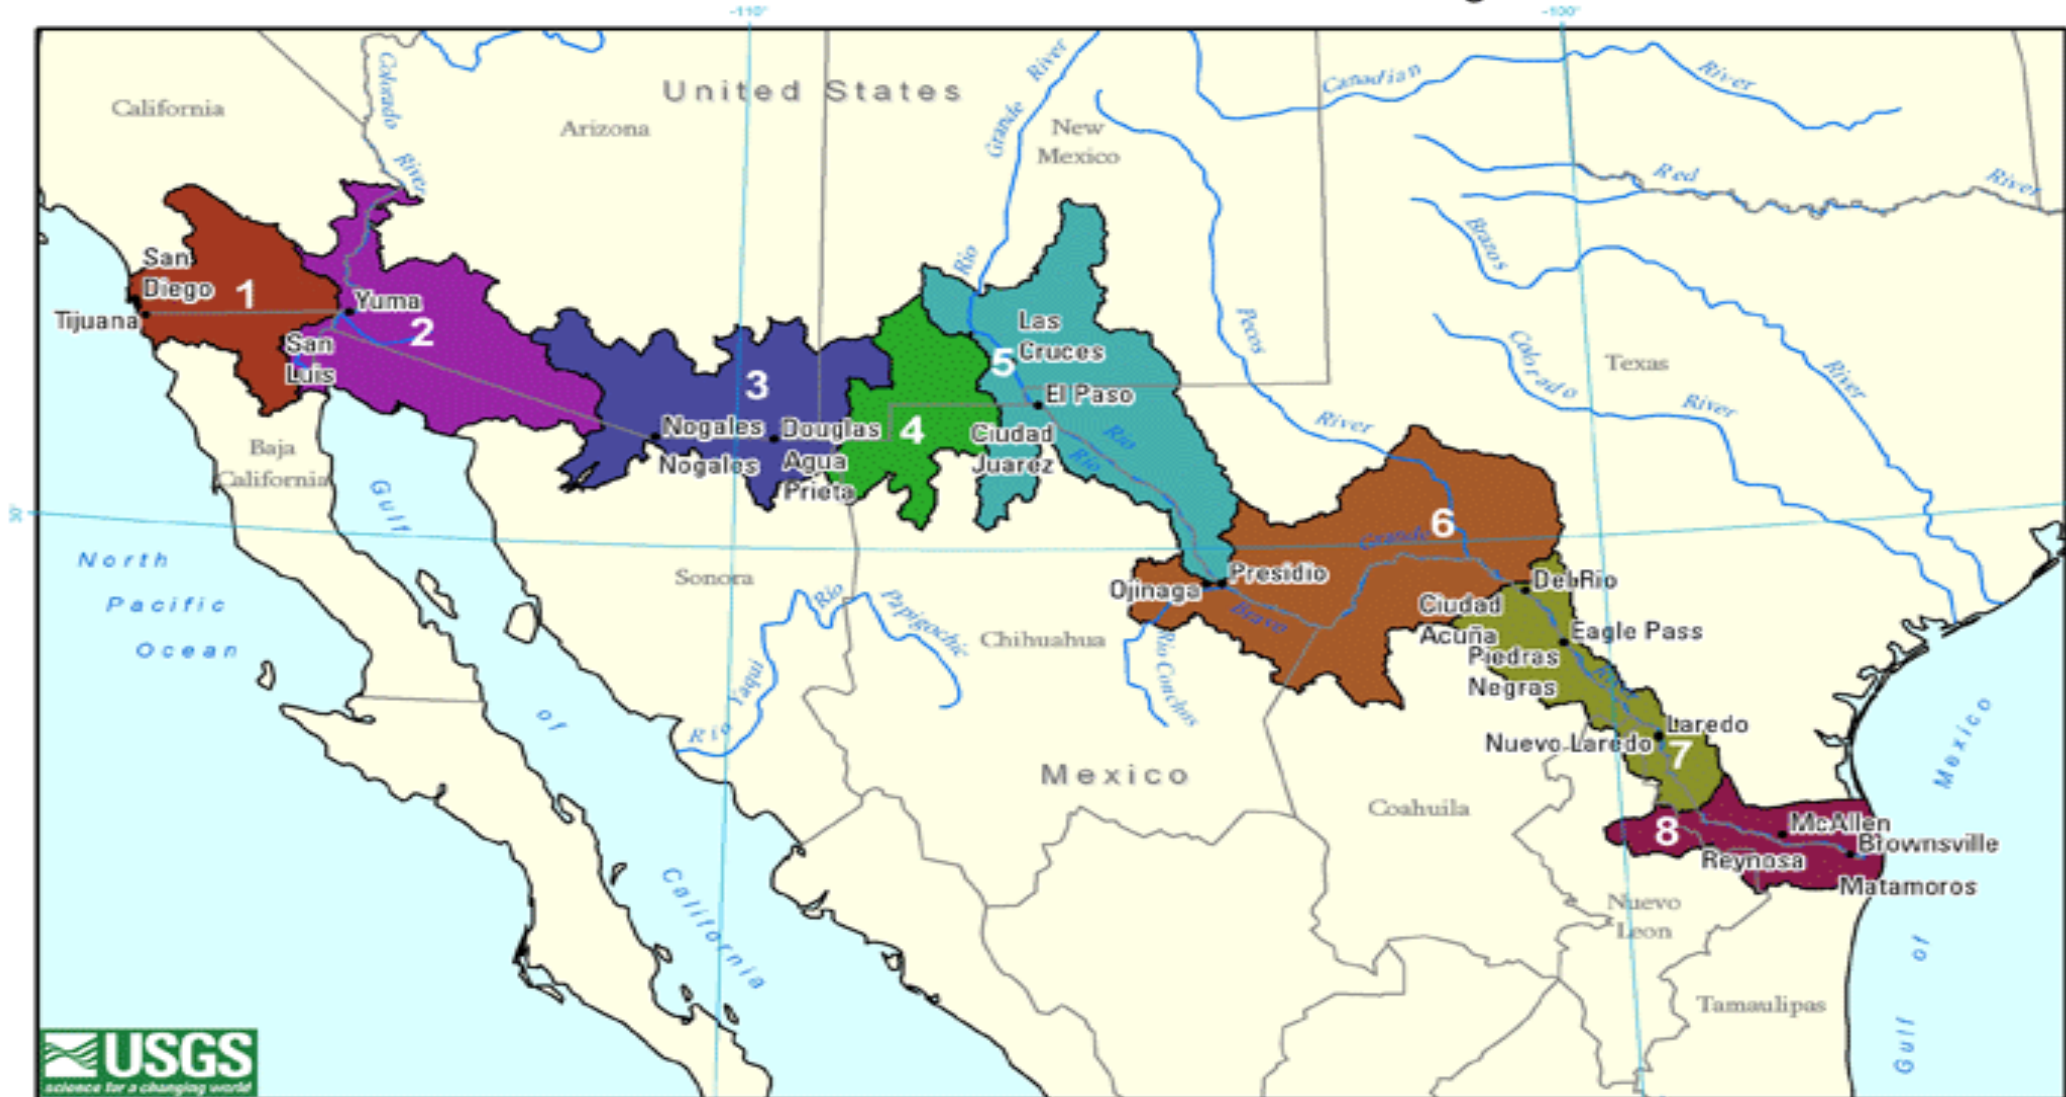 -110°
-100°
30°
California
Colorado
River
Arizona
United States
New
Mexico
Rio
Grande
River
Canadian
River
Red
River
Brazos
River
Colorado
River
Texas
Pecos
River
San
Diego
1
Tijuana
Yuma
2
San
Luis
3
Nogales
Nogales
Douglas
Agua
Prieta
4
5
Las
Cruces
El Paso
Ciudad
Juarez
Rio
Rio
Grande
6
Presidio
Ojinaga
Bravo
Del Rio
Ciudad
Acuña
Eagle Pass
Piedras
Negras
Laredo
Nuevo Laredo
7
8
McAllen
Brownsville
Reynosa
Matamoros
Baja
California
Gulf
of
California
North
Pacific
Ocean
Sonora
Rio
Yaqui
Rio
Papigochic
Chihuahua
Rio Conchos
Mexico
Coahuila
Nuevo
Leon
Tamaulipas
Gulf
of
Mexico
USGS
science for a changing world